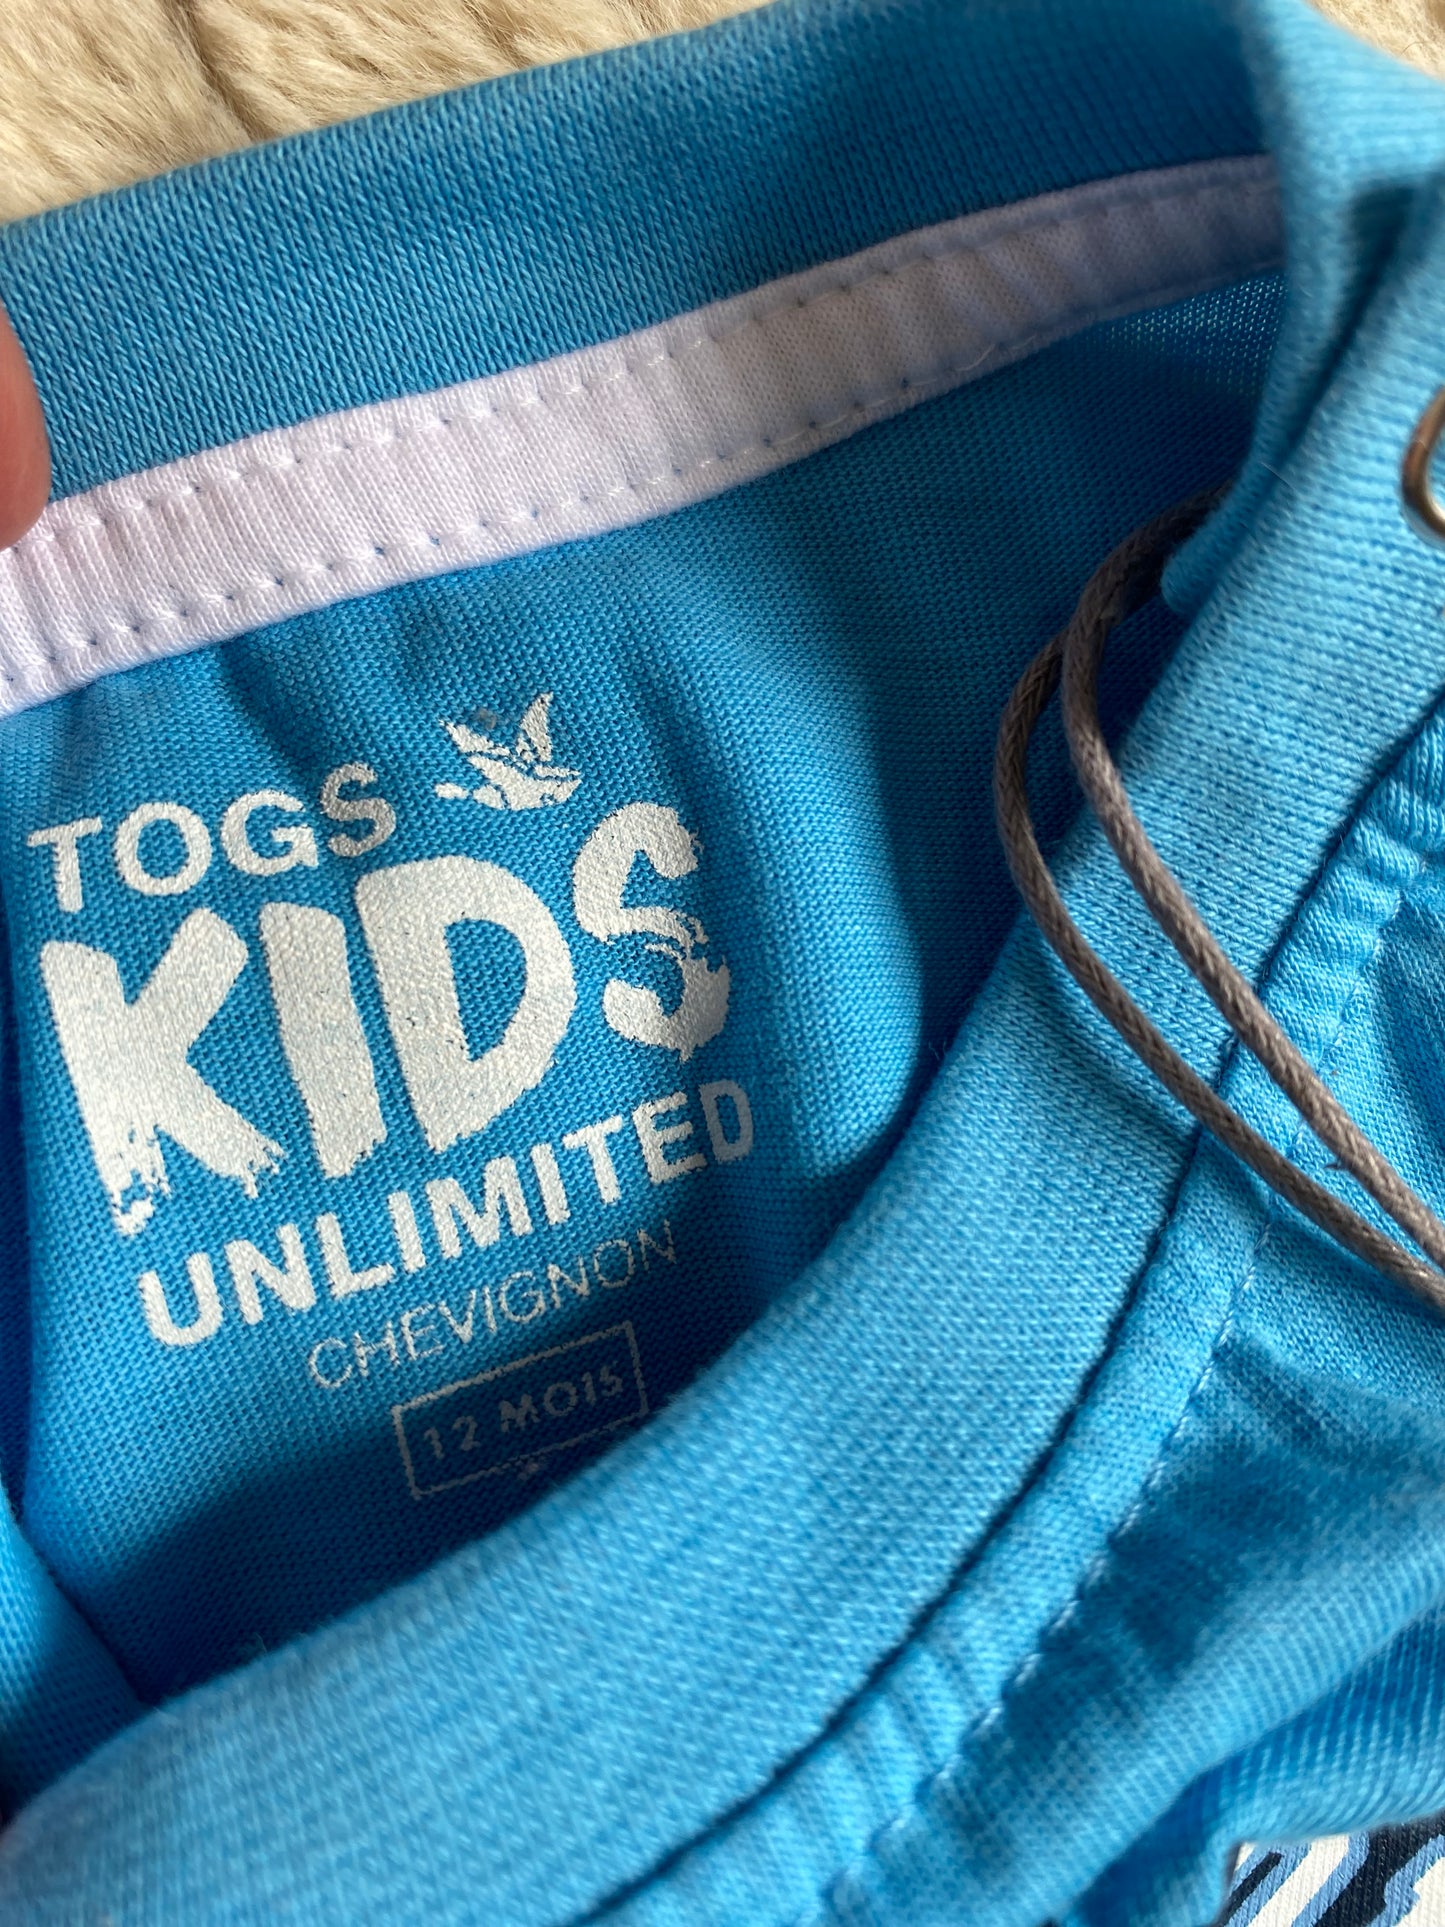 TOGS
KIDS
UNLIMITED
CHEVIGNON
12 MOIS